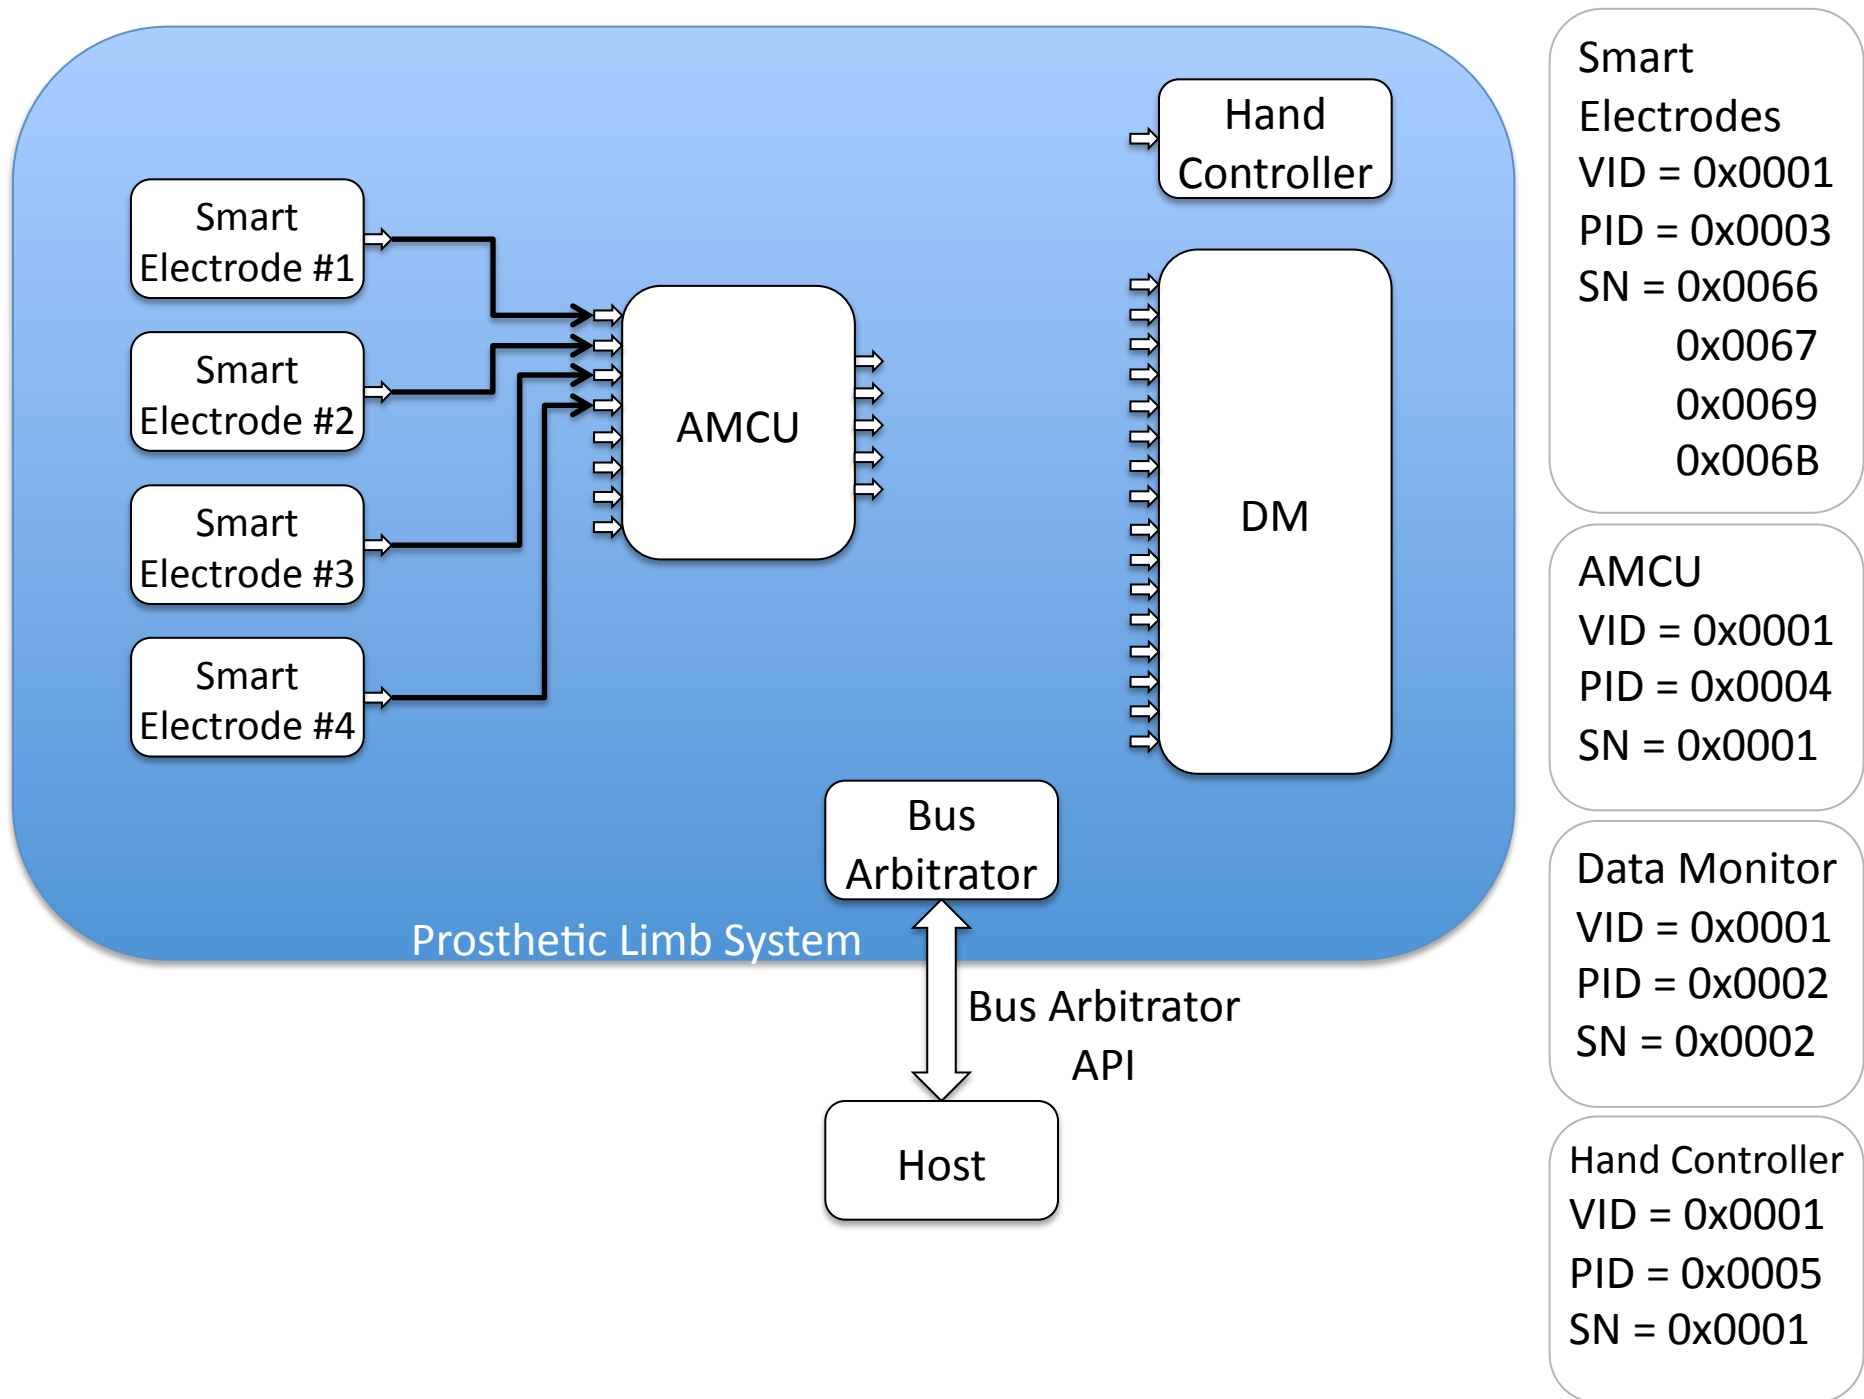 Hand
Controller
Smart
Electrode #1
Smart
Electrode #2
Smart
Electrode #3
Smart
Electrode #4
AMCU
DM
Bus
Arbitrator
Prosthetic Limb System
Bus Arbitrator
API
Host
Smart
Electrodes
VID = 0x0001
PID = 0x0003
SN = 0x0066
0x0067
0x0069
0x006B
AMCU
VID = 0x0001
PID = 0x0004
SN = 0x0001
Data Monitor
VID = 0x0001
PID = 0x0002
SN = 0x0002
Hand Controller
VID = 0x0001
PID = 0x0005
SN = 0x0001